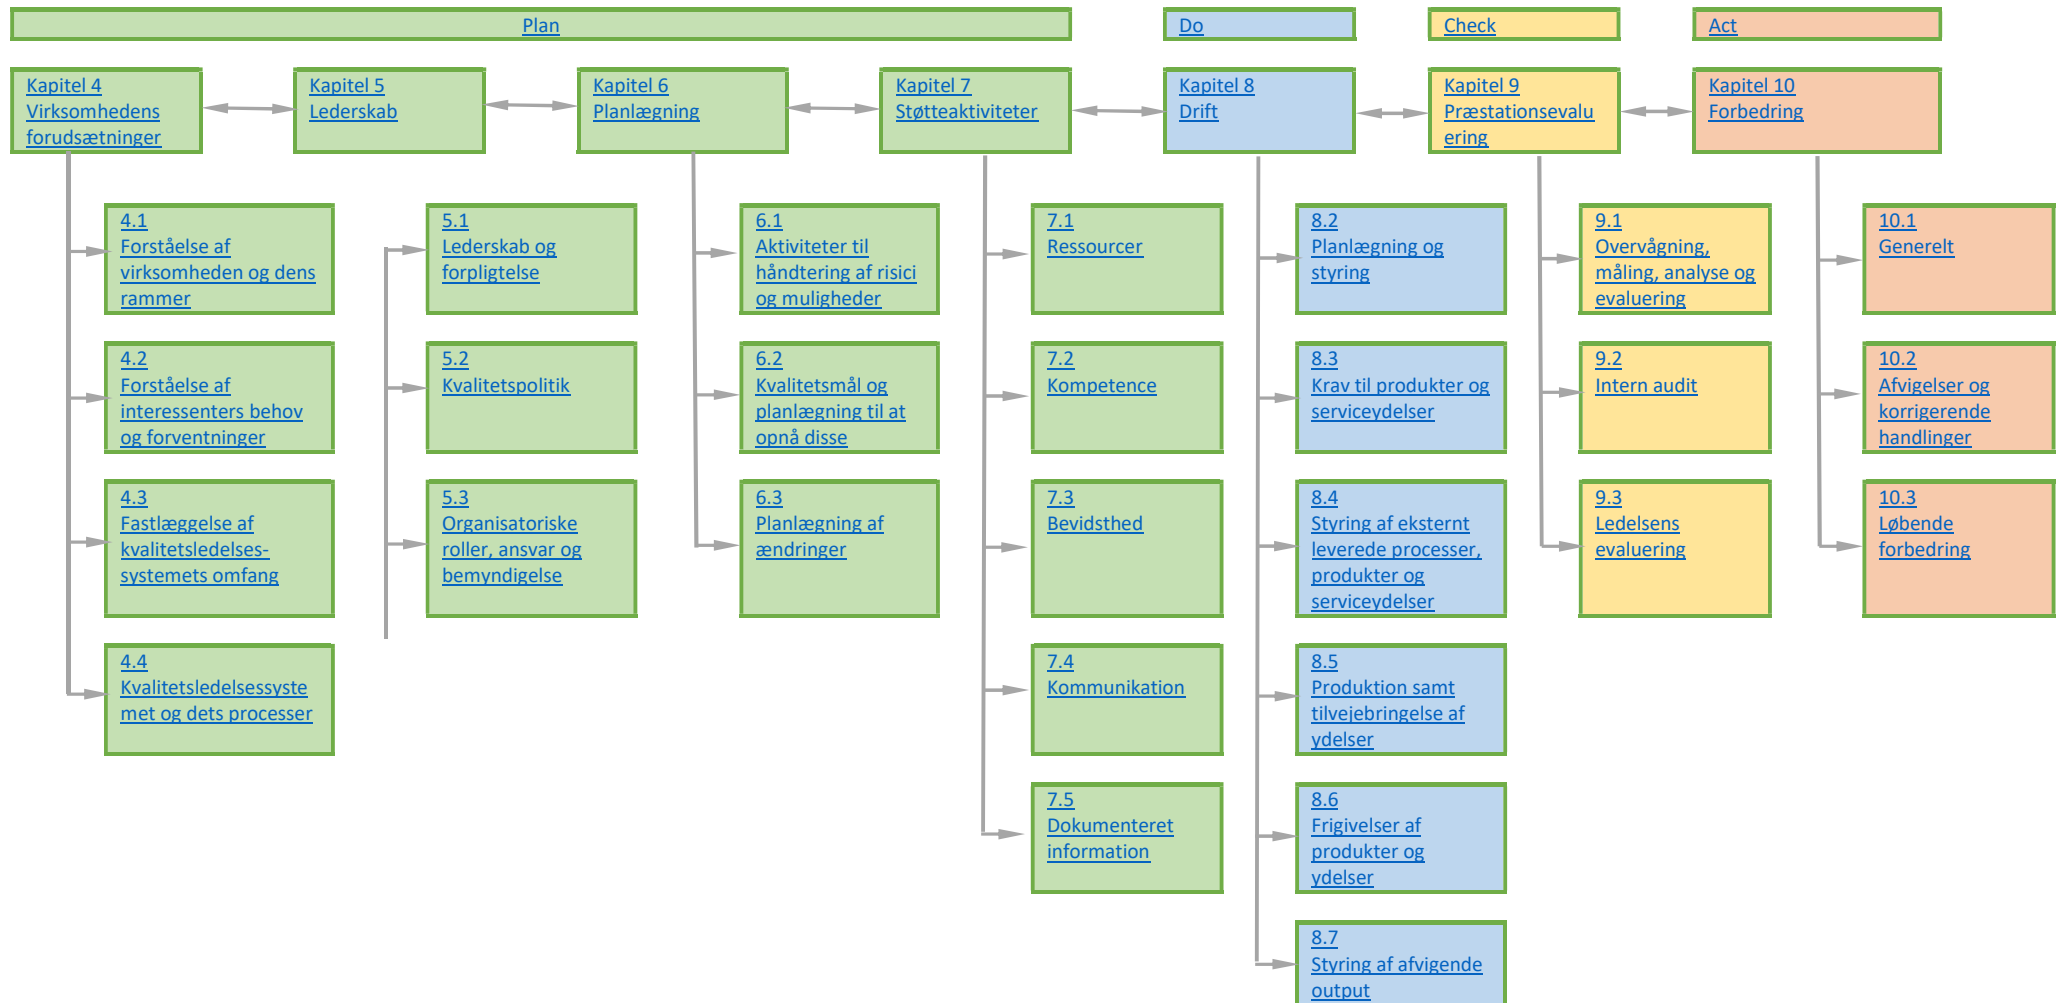 Plan
Do
Check
Act
Kapitel 4
Virksomhedens
forudsætninger
Kapitel 5
Lederskab
Kapitel 6
Planlægning
Kapitel 7
Støtteaktiviteter
Kapitel 8
Drift
Kapitel 9
Præstationsevalu
ering
Kapitel 10
Forbedring
4.1
Forståelse af
virksomheden og dens
rammer
4.2
Forståelse af
interessenters behov
og forventninger
4.3
Fastlæggelse af
kvalitetsledelses-
systemets omfang
4.4
Kvalitetsledelsessyste
met og dets processer
5.1
Lederskab og
forpligtelse
5.2
Kvalitetspolitik
5.3
Organisatoriske
roller, ansvar og
bemyndigelse
6.1
Aktiviteter til
håndtering af risici
og muligheder
6.2
Kvalitetsmål og
planlægning til at
opnå disse
6.3
Planlægning af
ændringer
7.1
Ressourcer
7.2
Kompetence
7.3
Bevidsthed
7.4
Kommunikation
7.5
Dokumenteret
information
8.2
Planlægning og
styring
8.3
Krav til produkter og
serviceydelser
8.4
Styring af eksternt
leverede processer,
produkter og
serviceydelser
8.5
Produktion samt
tilvejebringelse af
ydelser
8.6
Frigivelser af
produkter og
ydelser
8.7
Styring af afvigende
output
9.1
Overvågning,
måling, analyse og
evaluering
9.2
Intern audit
9.3
Ledelsens
evaluering
10.1
Generelt
10.2
Afvigelser og
korrigerende
handlinger
10.3
Løbende
forbedring